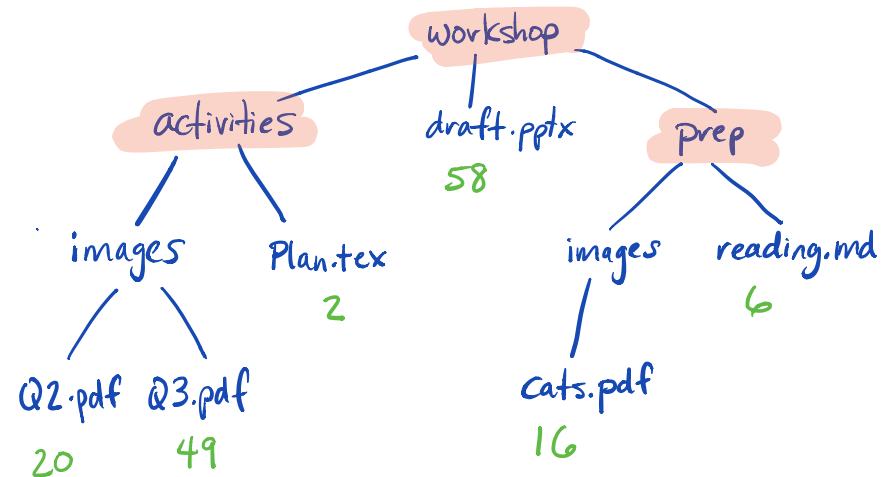 workshop
activities
draft.pptx
prep
58
images
Plan.tex
images
reading.md
2
6
Q2.pdf
Q3.pdf
Cats.pdf
20
49
16